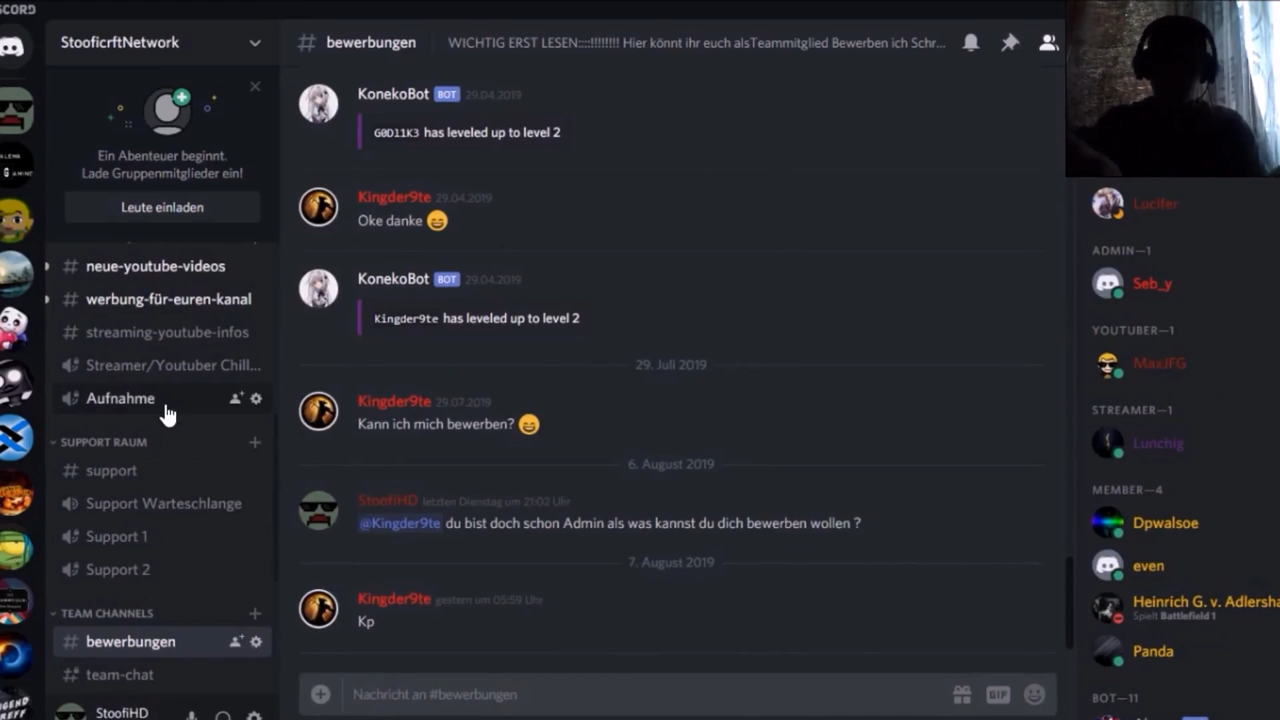 SCORD
StooficrftNetwork
Ein Abenteuer beginnt.
Lade Gruppenmitglieder ein!
Leute einladen
# neue-youtube-videos
# werbung-für-euren-kanal
# streaming-youtube-infos
Streamer/Youtuber Chill...
Aufnahme
SUPPORT RAUM
# support
Support Warteschlange
Support 1
Support 2
TEAM CHANNELS
# bewerbungen
# team-chat
StoofiHD
# bewerbungen
WICHTIG ERST LESEN::::!!!!!!!! Hier könnt ihr euch alsTeammitglied Bewerben ich Schr...
KonekoBot BOT 29.04.2019
G0D11K3 has leveled up to level 2
Kingder9te 29.04.2019
Oke danke
KonekoBot BOT 29.04.2019
Kingder9te has leveled up to level 2
29. Juli 2019
Kingder9te 29.07.2019
Kann ich mich bewerben?
6. August 2019
StoofiHD letzten Dienstag um 21:02 Uhr
@Kingder9te du bist doch schon Admin als was kannst du dich bewerben wollen ?
7. August 2019
Kingder9te gestern um 05:59 Uhr
Kp
Nachricht an #bewerbungen
GIF
Lucifer
ADMIN—1
Seb_y
YOUTUBER—1
MaxJFG
STREAMER—1
Lunchig
MEMBER—4
Dpwalsoe
even
Heinrich G. v. Adlersha
Spielt Battlefield 1
Panda
BOT—11